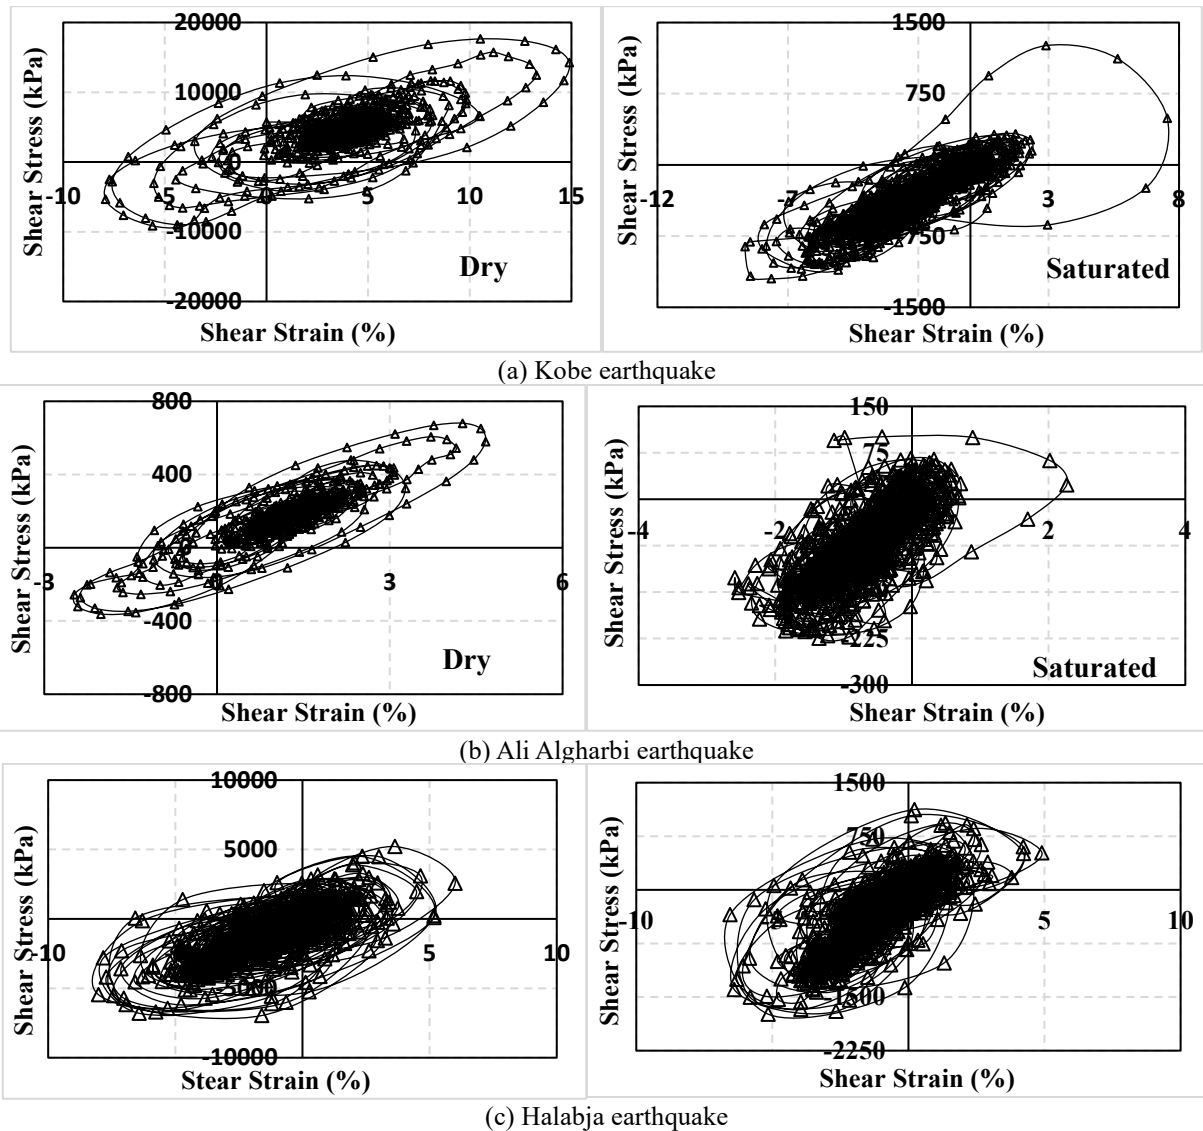 20000
10000
0
-10
-5
0
5
10
15
-10000
-20000
Shear Stress (kPa)
Dry
Shear Strain (%)
1500
750
-12
-7
3
8
-750
-1500
Shear Stress (kPa)
Saturated
Shear Strain (%)
(a) Kobe earthquake
800
400
0
-3
0
3
6
-400
-800
Shear Stress (kPa)
Dry
Shear Strain (%)
150
75
-4
-2
2
4
-225
-300
Shear Stress (kPa)
Saturated
Shear Strain (%)
(b) Ali Algharbi earthquake
10000
5000
-10
5
10
-5000
-10000
Shear Stress (kPa)
Stear Strain (%)
1500
750
-10
5
10
-1500
-2250
Shear Stress (kPa)
Shear Strain (%)
(c) Halabja earthquake